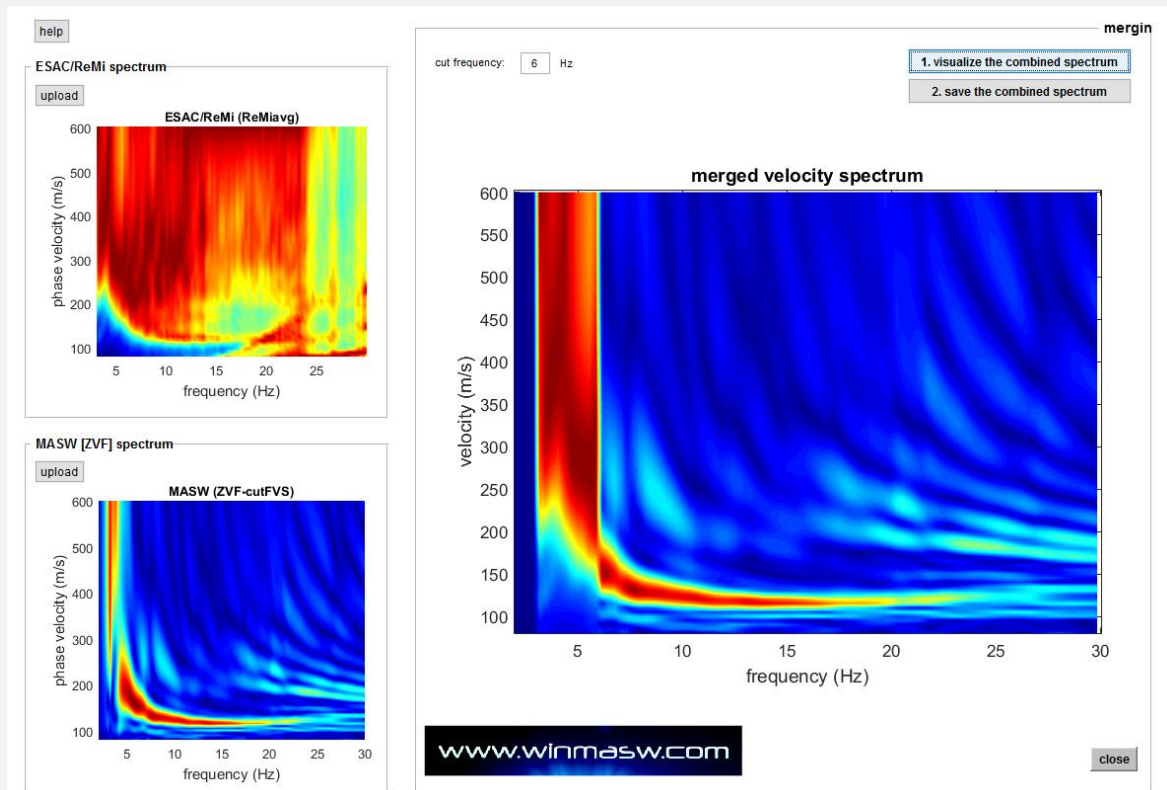 help
ESAC/ReMi spectrum
upload
ESAC/ReMi (ReMiavg)
600
500
400
300
200
100
phase velocity (m/s)
5 10 15 20 25
frequency (Hz)
MASW [ZVF] spectrum
upload
MASW (ZVF-cutFVS)
600
500
400
300
200
100
phase velocity (m/s)
5 10 15 20 25 30
frequency (Hz)
mergin
cut frequency: 6 Hz
1. visualize the combined spectrum
2. save the combined spectrum
merged velocity spectrum
600
550
500
450
400
350
300
250
200
150
100
velocity (m/s)
5 10 15 20 25 30
frequency (Hz)
www.winmasw.com
close